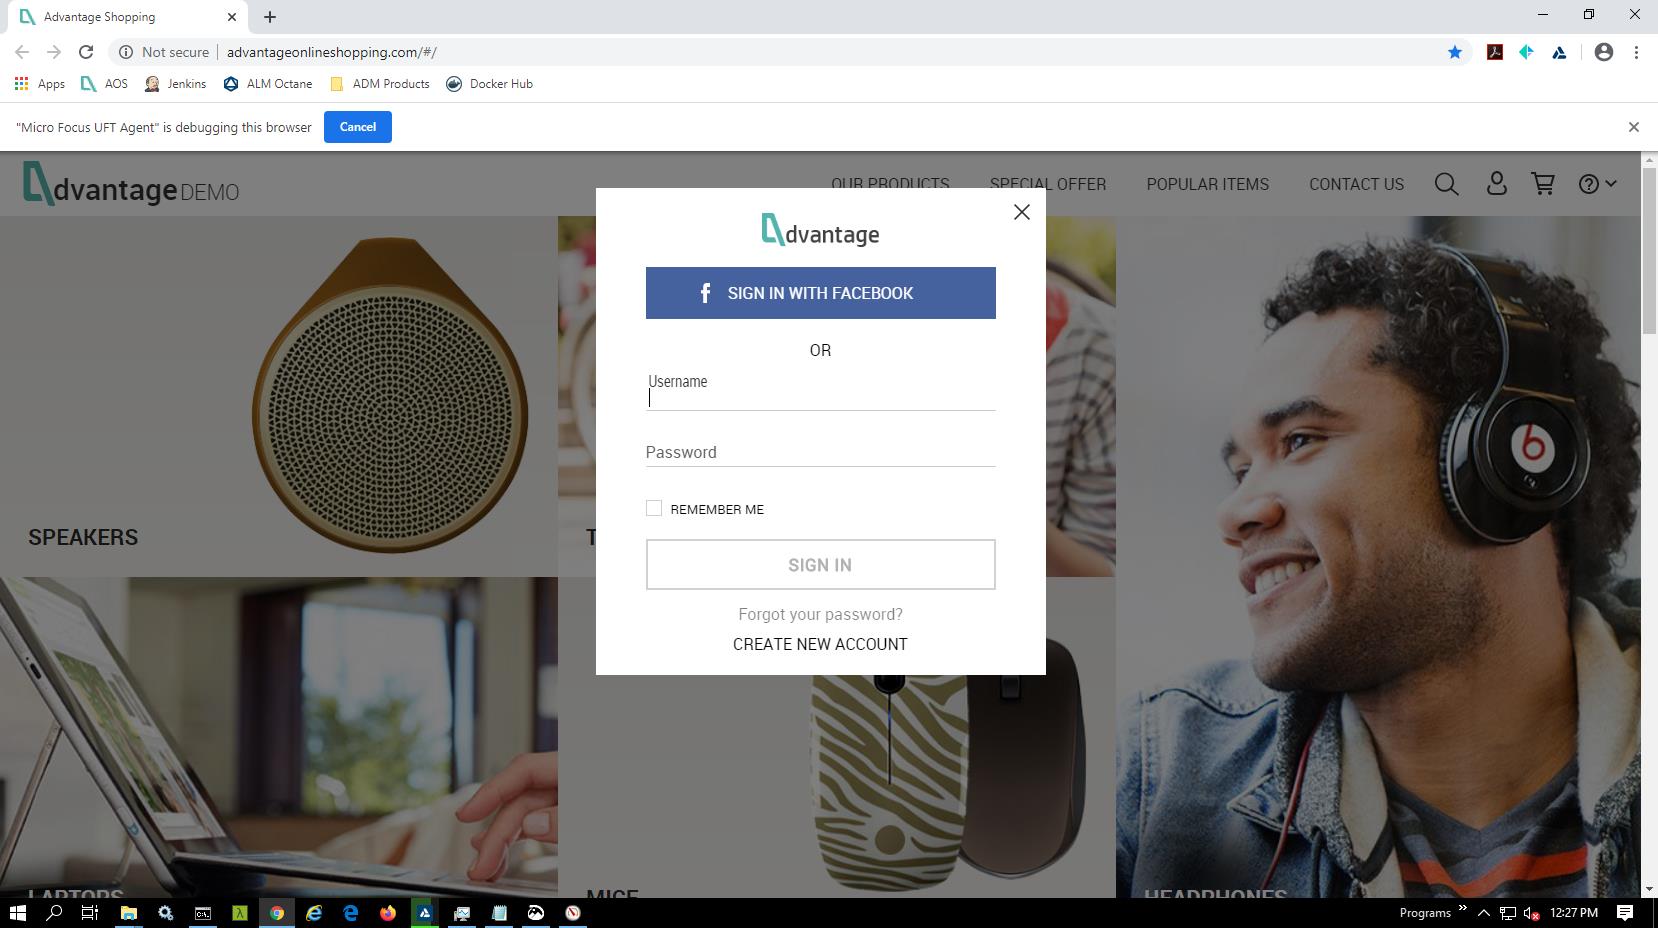 Advantage Shopping
Not secure
advantageonlineshopping.com/#/
Apps
AOS
Jenkins
ALM Octane
ADM Products
Docker Hub
"Micro Focus UFT Agent" is debugging this browser
Cancel
dvantage DEMO
OUR PRODUCTS
SPECIAL OFFER
POPULAR ITEMS
CONTACT US
dvantage
f SIGN IN WITH FACEBOOK
OR
Username
Password
REMEMBER ME
SIGN IN
Forgot your password?
CREATE NEW ACCOUNT
SPEAKERS
T
LAPTOPS
MICE
HEADPHONES
Programs
12:27 PM